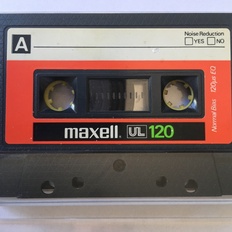 A
Noise Reduction
YES NO
Normal Bias 120μs EQ
maxell UL 120